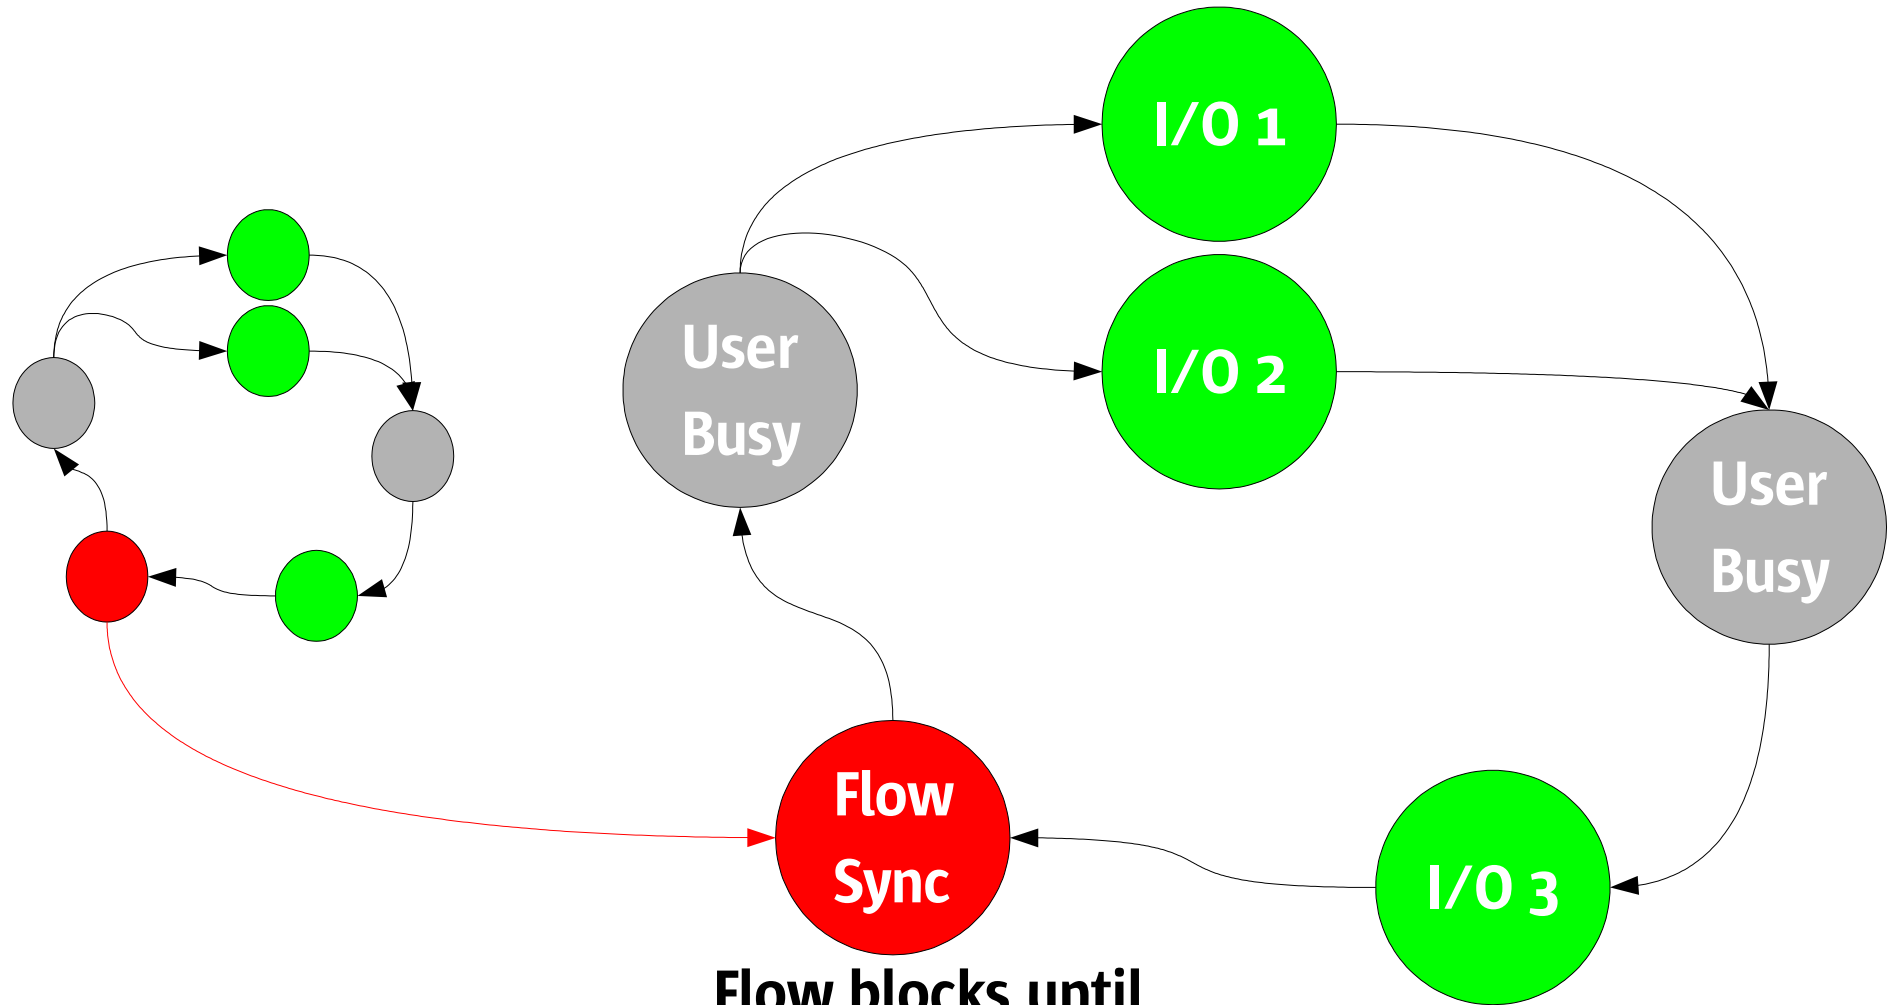 I/O 1
I/O 2
User
Busy
User
Busy
Flow
Sync
I/O 3
Flow blocks until